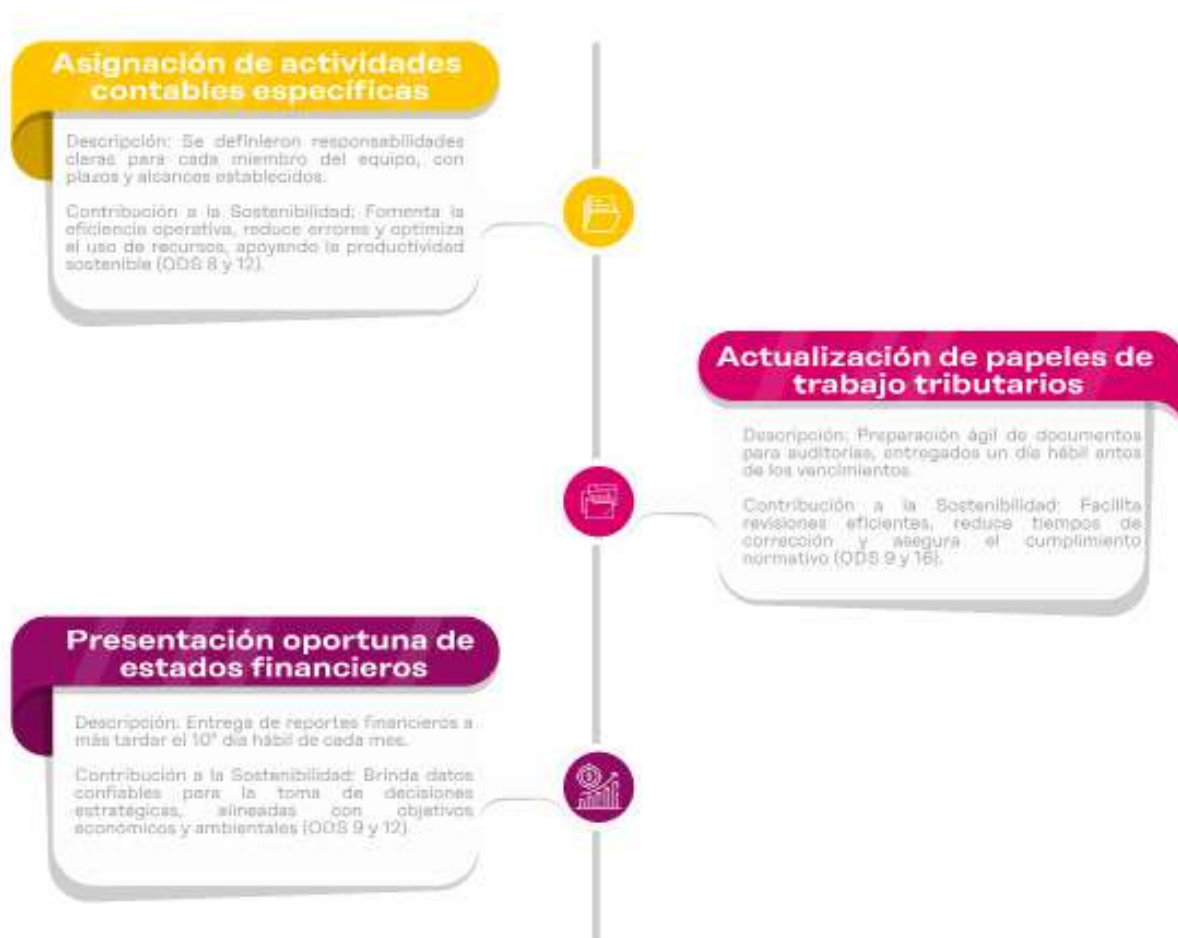 Asignación de actividades
contables específicas
Descripción: Se definieron responsabilidades
claras para cada miembro del equipo, con
plazos y alcances establecidos.
Contribución a la Sostenibilidad: Fomenta la
eficiencia operativa, reduce errores y optimiza
el uso de recursos, apoyando la productividad
sostenible (ODS 8 y 12).
Actualización de papeles de
trabajo tributarios
Descripción: Preparación ágil de documentos
para auditorías, entregados un día hábil antes
de los vencimientos.
Contribución a la Sostenibilidad: Facilita
revisiones eficientes, reduce tiempos de
corrección y asegura el cumplimiento
normativo (ODS 9 y 16).
Presentación oportuna de
estados financieros
Descripción: Entrega de reportes financieros a
más tardar el 10° día hábil de cada mes.
Contribución a la Sostenibilidad: Brinda datos
confiables para la toma de decisiones
estratégicas, alineadas con objetivos
económicos y ambientales (ODS 9 y 12).